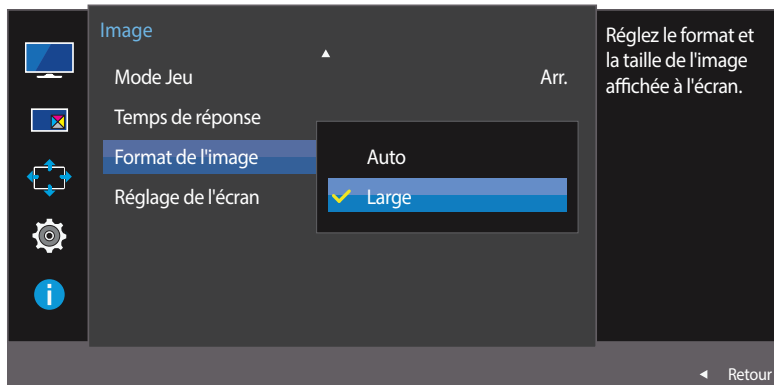 Image
Mode Jeu Arr.
Temps de réponse
Format de l'image
Auto
Large
Réglage de l'écran
Réglez le format et
la taille de l'image
affichée à l'écran.
Retour